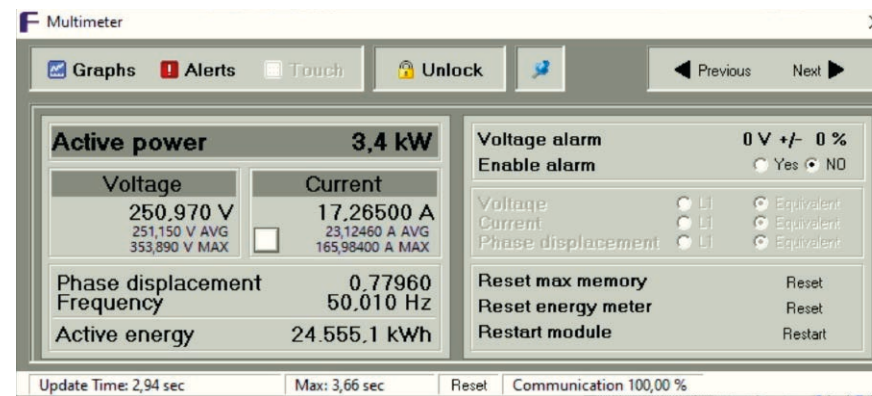 F Multimeter
Graphs Alerts Touch Unlock Previous Next
Active power 3,4 kW
Voltage Current
250,970 V 17,26500 A
251,150 V AVG 23,12460 A AVG
353,890 V MAX 165,98400 A MAX
Phase displacement 0,77960
Frequency 50,010 Hz
Active energy 24.555,1 kWh
Voltage alarm 0 V +/- 0 %
Enable alarm Yes NO
Voltage L1 Equivalent
Current L1 Equivalent
Phase displacement L1 Equivalent
Reset max memory Reset
Reset energy meter Reset
Restart module Restart
Update Time: 2,94 sec Max: 3,66 sec Reset Communication 100,00 %